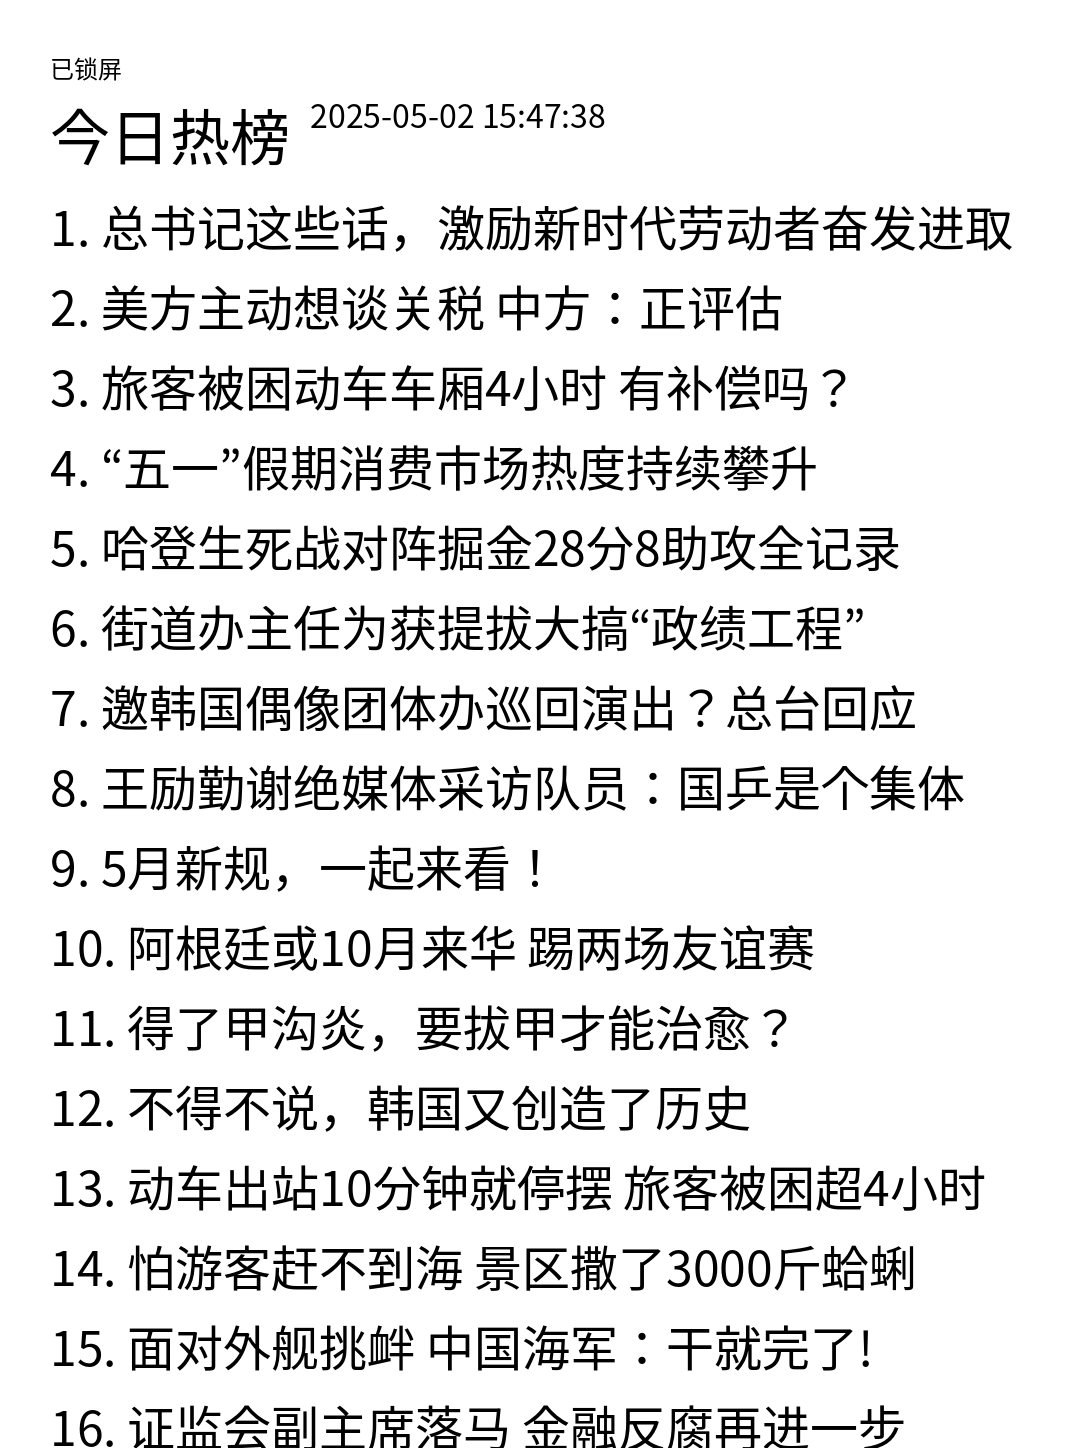 已锁屏
今日热榜 2025-05-02 15:47:38
1. 总书记这些话，激励新时代劳动者奋发进取
2. 美方主动想谈关税 中方：正评估
3. 旅客被困动车车厢4小时 有补偿吗？
4. “五一”假期消费市场热度持续攀升
5. 哈登生死战对阵掘金28分8助攻全记录
6. 街道办主任为获提拔大搞“政绩工程”
7. 邀韩国偶像团体办巡回演出？总台回应
8. 王励勤谢绝媒体采访队员：国乒是个集体
9. 5月新规，一起来看！
10. 阿根廷或10月来华 踢两场友谊赛
11. 得了甲沟炎，要拔甲才能治愈？
12. 不得不说，韩国又创造了历史
13. 动车出站10分钟就停摆 旅客被困超4小时
14. 怕游客赶不到海 景区撒了3000斤蛤蜊
15. 面对外舰挑衅 中国海军：干就完了!
16. 证监会副主席落马 金融反腐再进一步